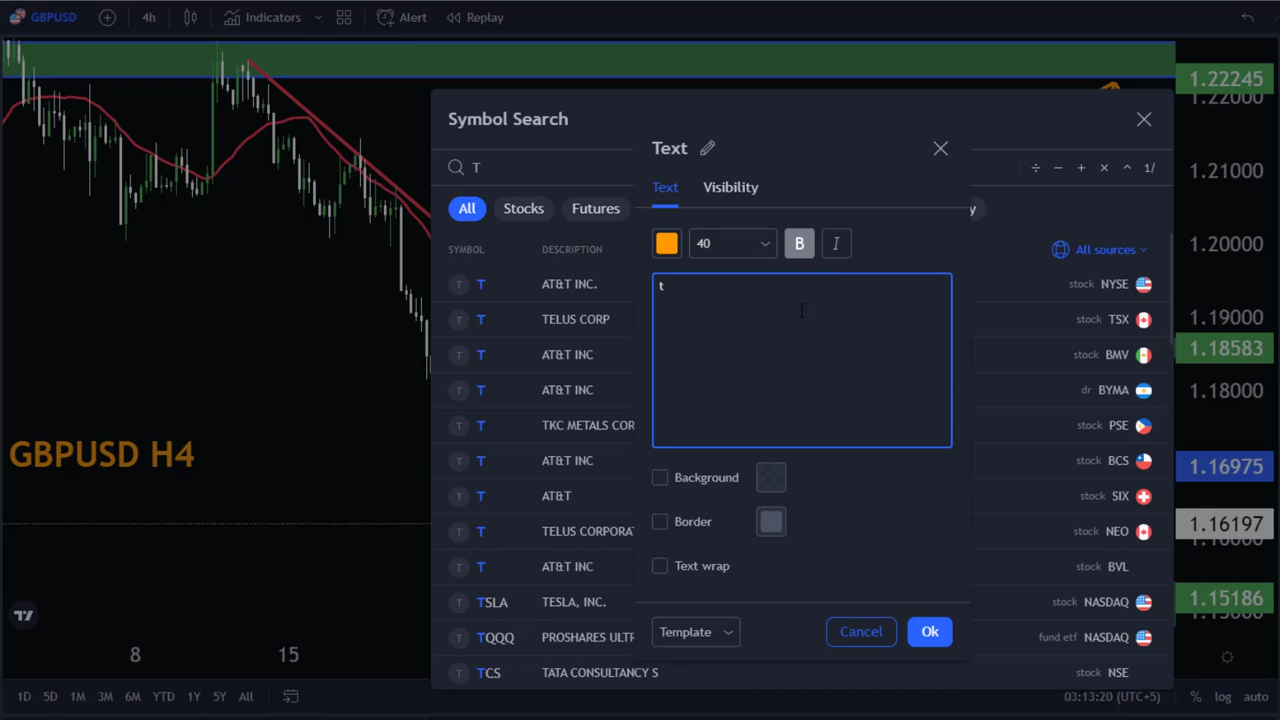 GBPUSD 4h Indicators Alert Replay
1.22245
1.22000
1.21000
1.20000
1.19000
1.18583
1.18000
1.16975
1.16197
1.15186
Symbol Search
T ÷ − + × ^ 1/
All Stocks Futures y
SYMBOL DESCRIPTION All sources
T T AT&T INC. stock NYSE
T T TELUS CORP stock TSX
T T AT&T INC stock BMV
T T AT&T INC dr BYMA
T T TKC METALS COR stock PSE
T T AT&T INC stock BCS
T T AT&T stock SIX
T T TELUS CORPORA stock NEO
T T AT&T INC stock BVL
TSLA TESLA, INC. stock NASDAQ
TQQQ PROSHARES ULTR fund etf NASDAQ
TCS TATA CONSULTANCY S stock NSE
Text
Text Visibility
40 B I
t
Background
Border
Text wrap
Template Cancel Ok
GBPUSD H4
8 15
1D 5D 1M 3M 6M YTD 1Y 5Y All 03:13:20 (UTC+5) % log auto